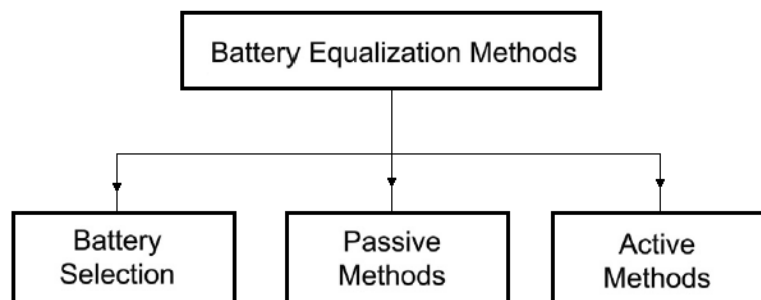 Battery Equalization Methods
Battery
Selection
Passive
Methods
Active
Methods